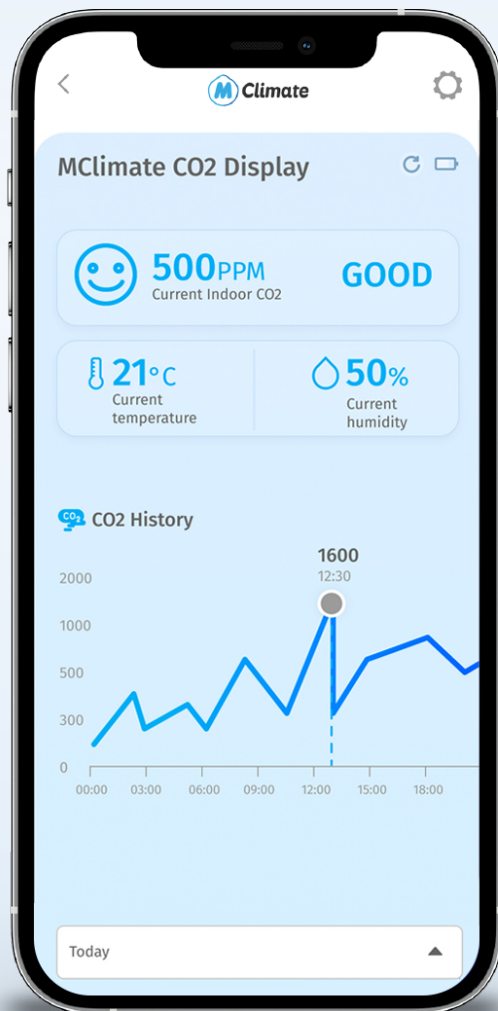 M Climate
MClimate CO2 Display
500 PPM
Current Indoor CO2
GOOD
21°C
Current
temperature
50%
Current
humidity
CO2
CO2 History
1600
12:30
2000
1000
500
300
0
00:00 03:00 06:00 09:00 12:00 15:00 18:00
Today